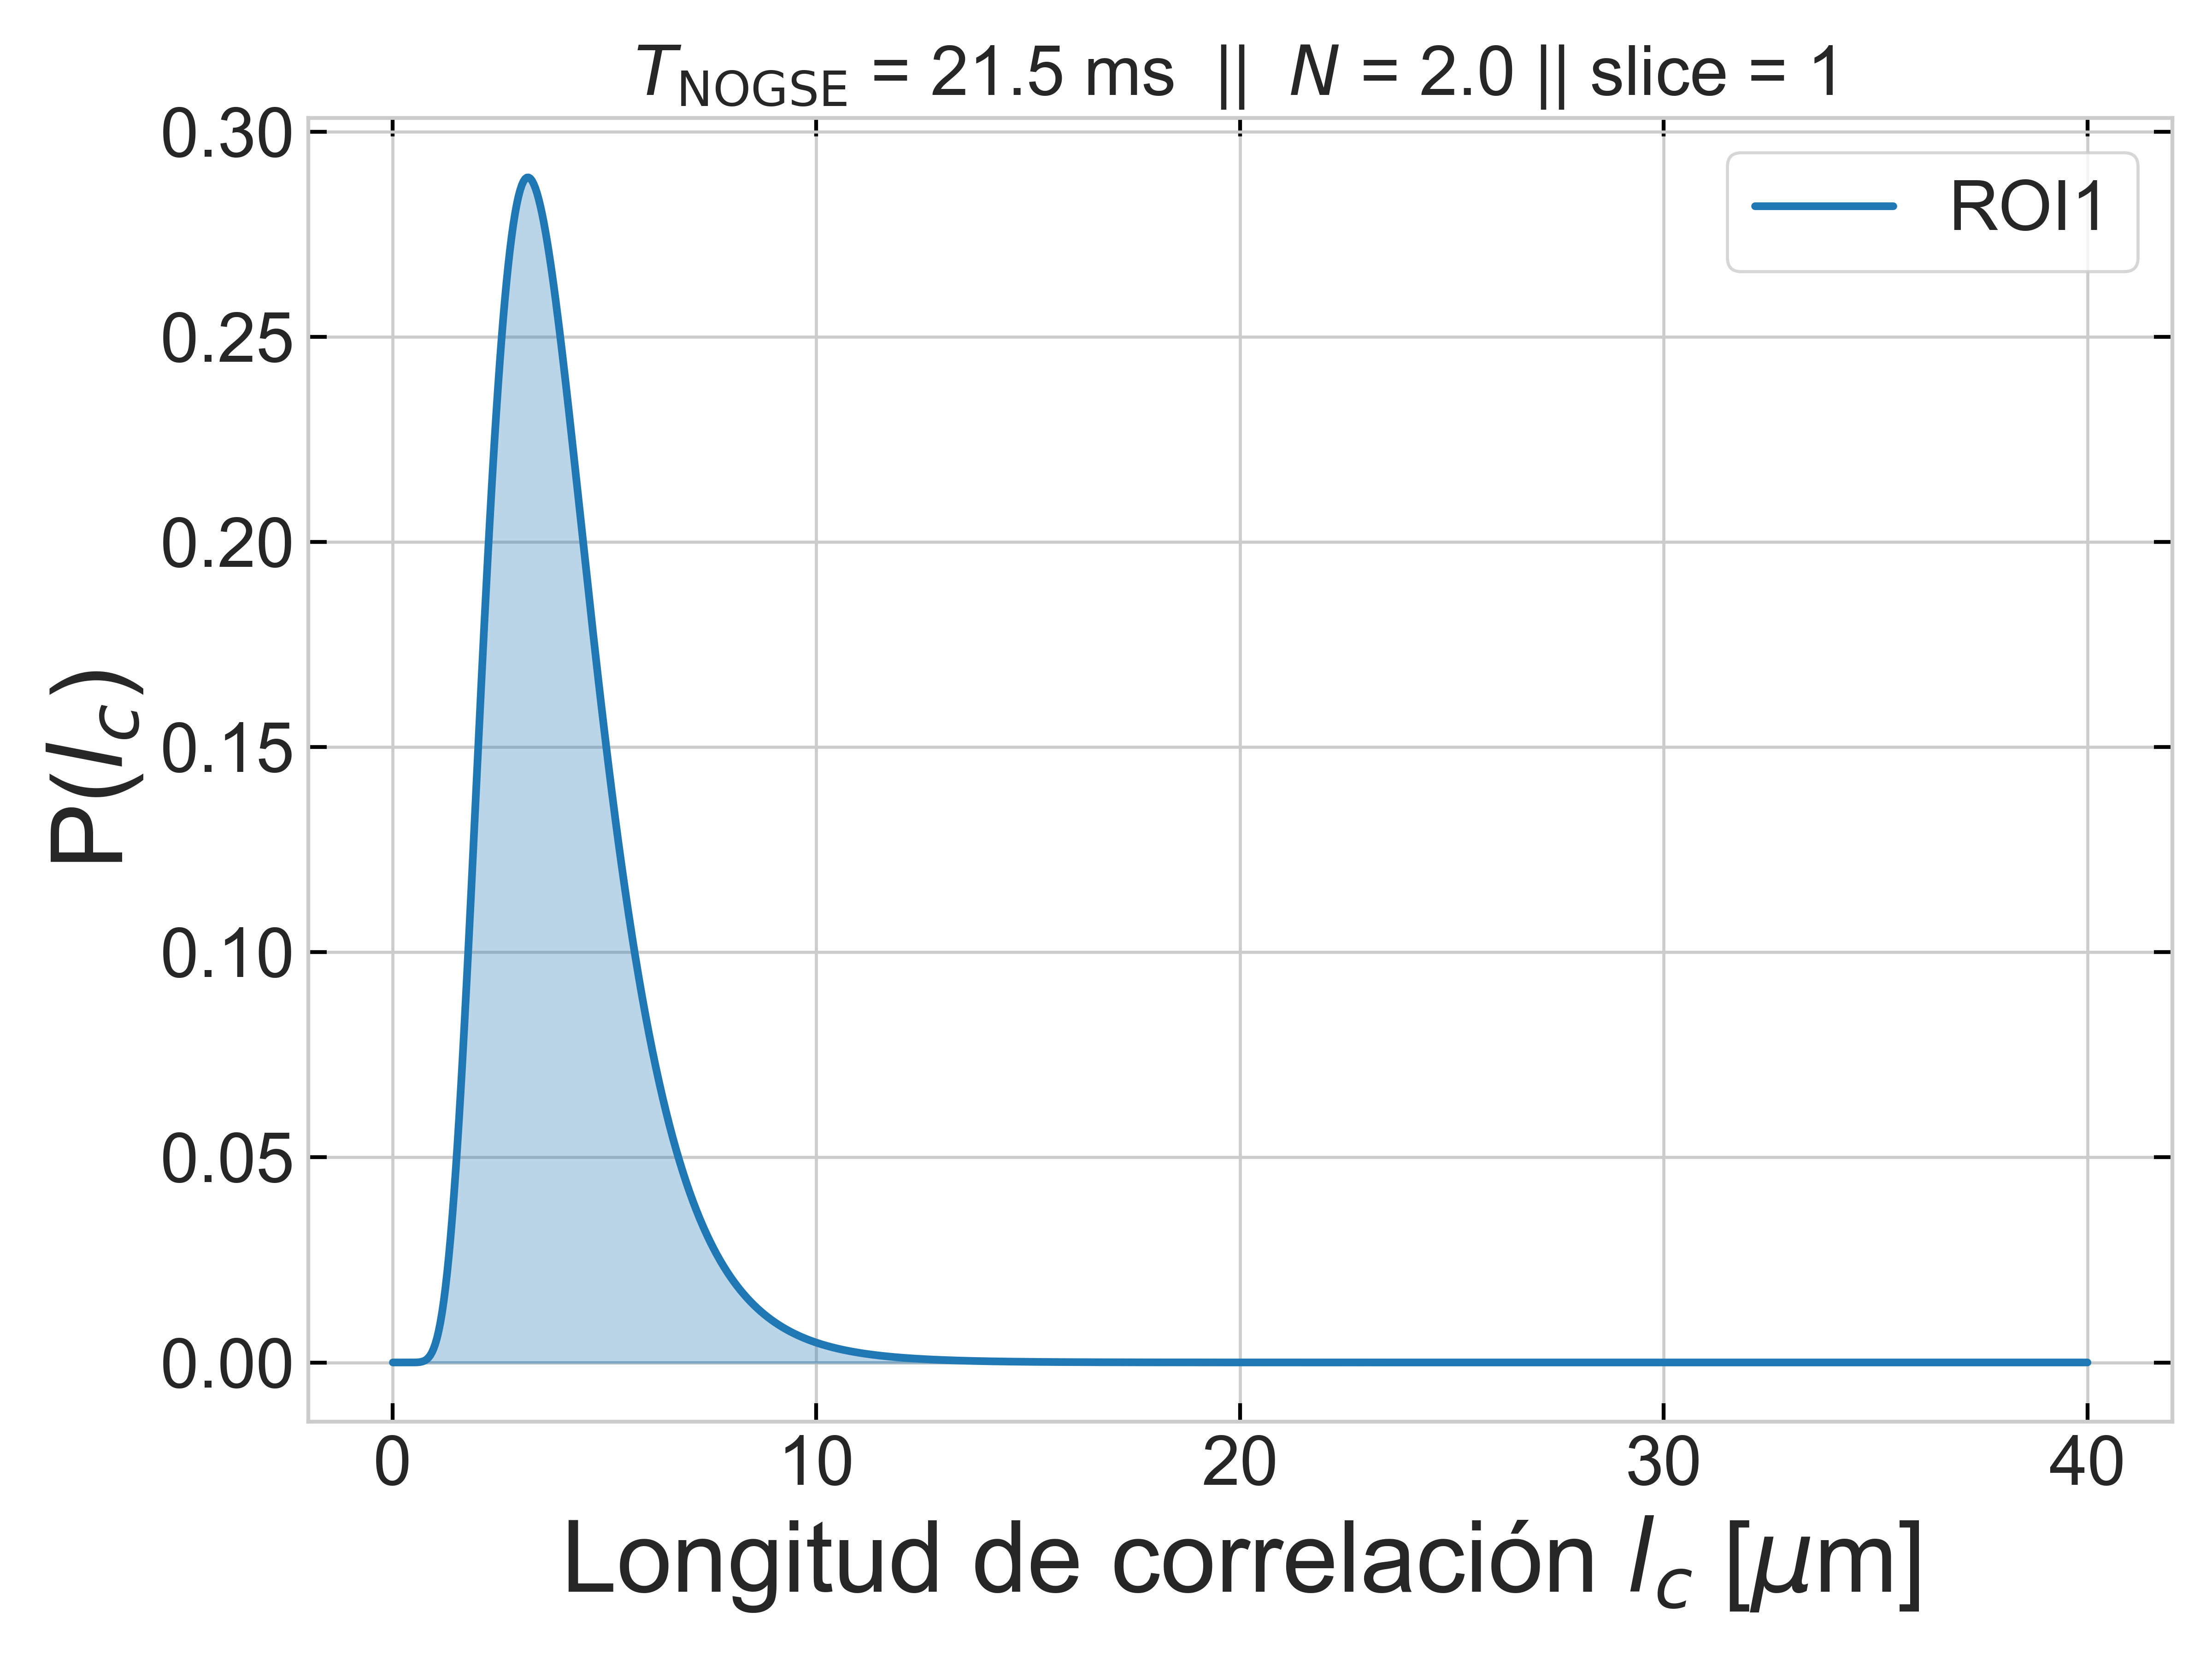 T_NOGSE = 21.5 ms || N = 2.0 || slice = 1
ROI1
P(l_c)
0.30
0.25
0.20
0.15
0.10
0.05
0.00
0 10 20 30 40
Longitud de correlación l_c [μm]